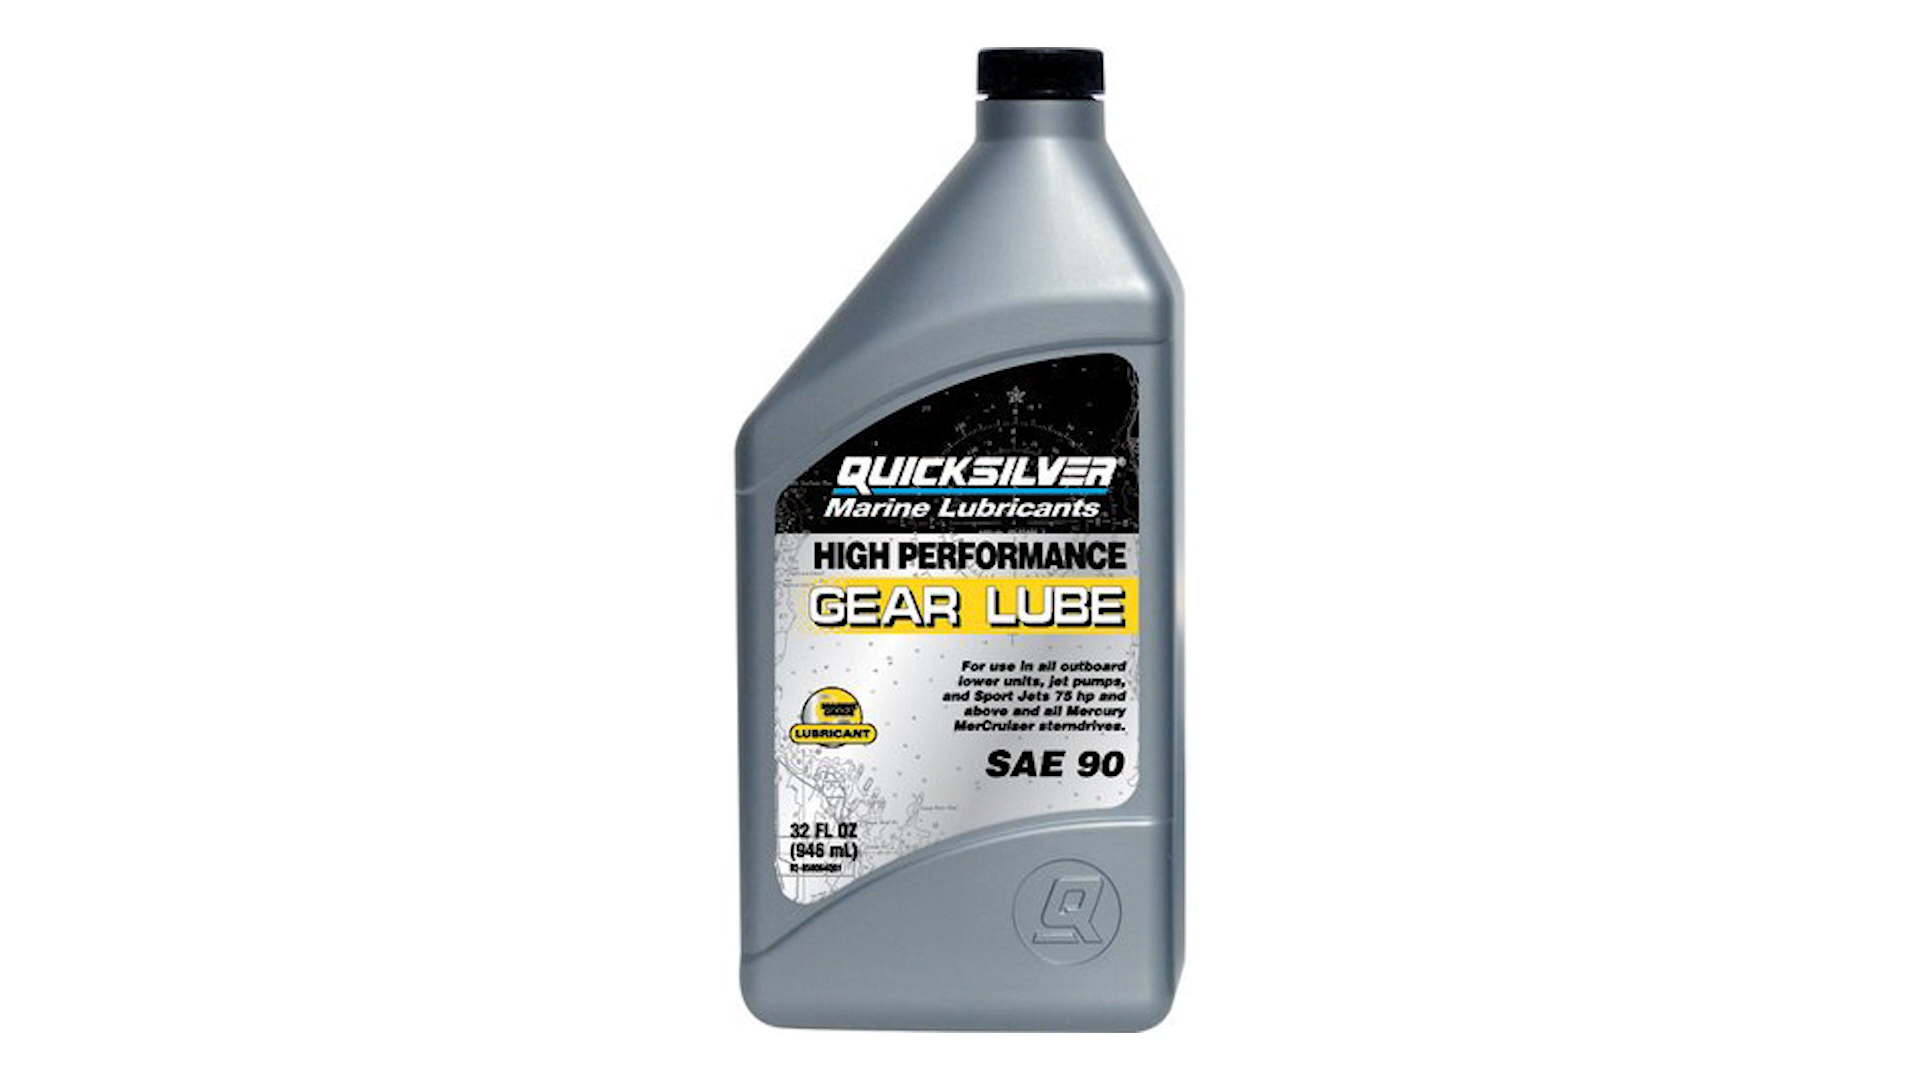 QUICKSILVER®
Marine Lubricants
HIGH PERFORMANCE
GEAR LUBE
For use in all outboard
lower units, jet pumps,
and Sport Jets 75 hp and
above and all Mercury
MerCruiser sterndrives.
LUBRICANT
SAE 90
32 FL OZ
(946 mL)
Q